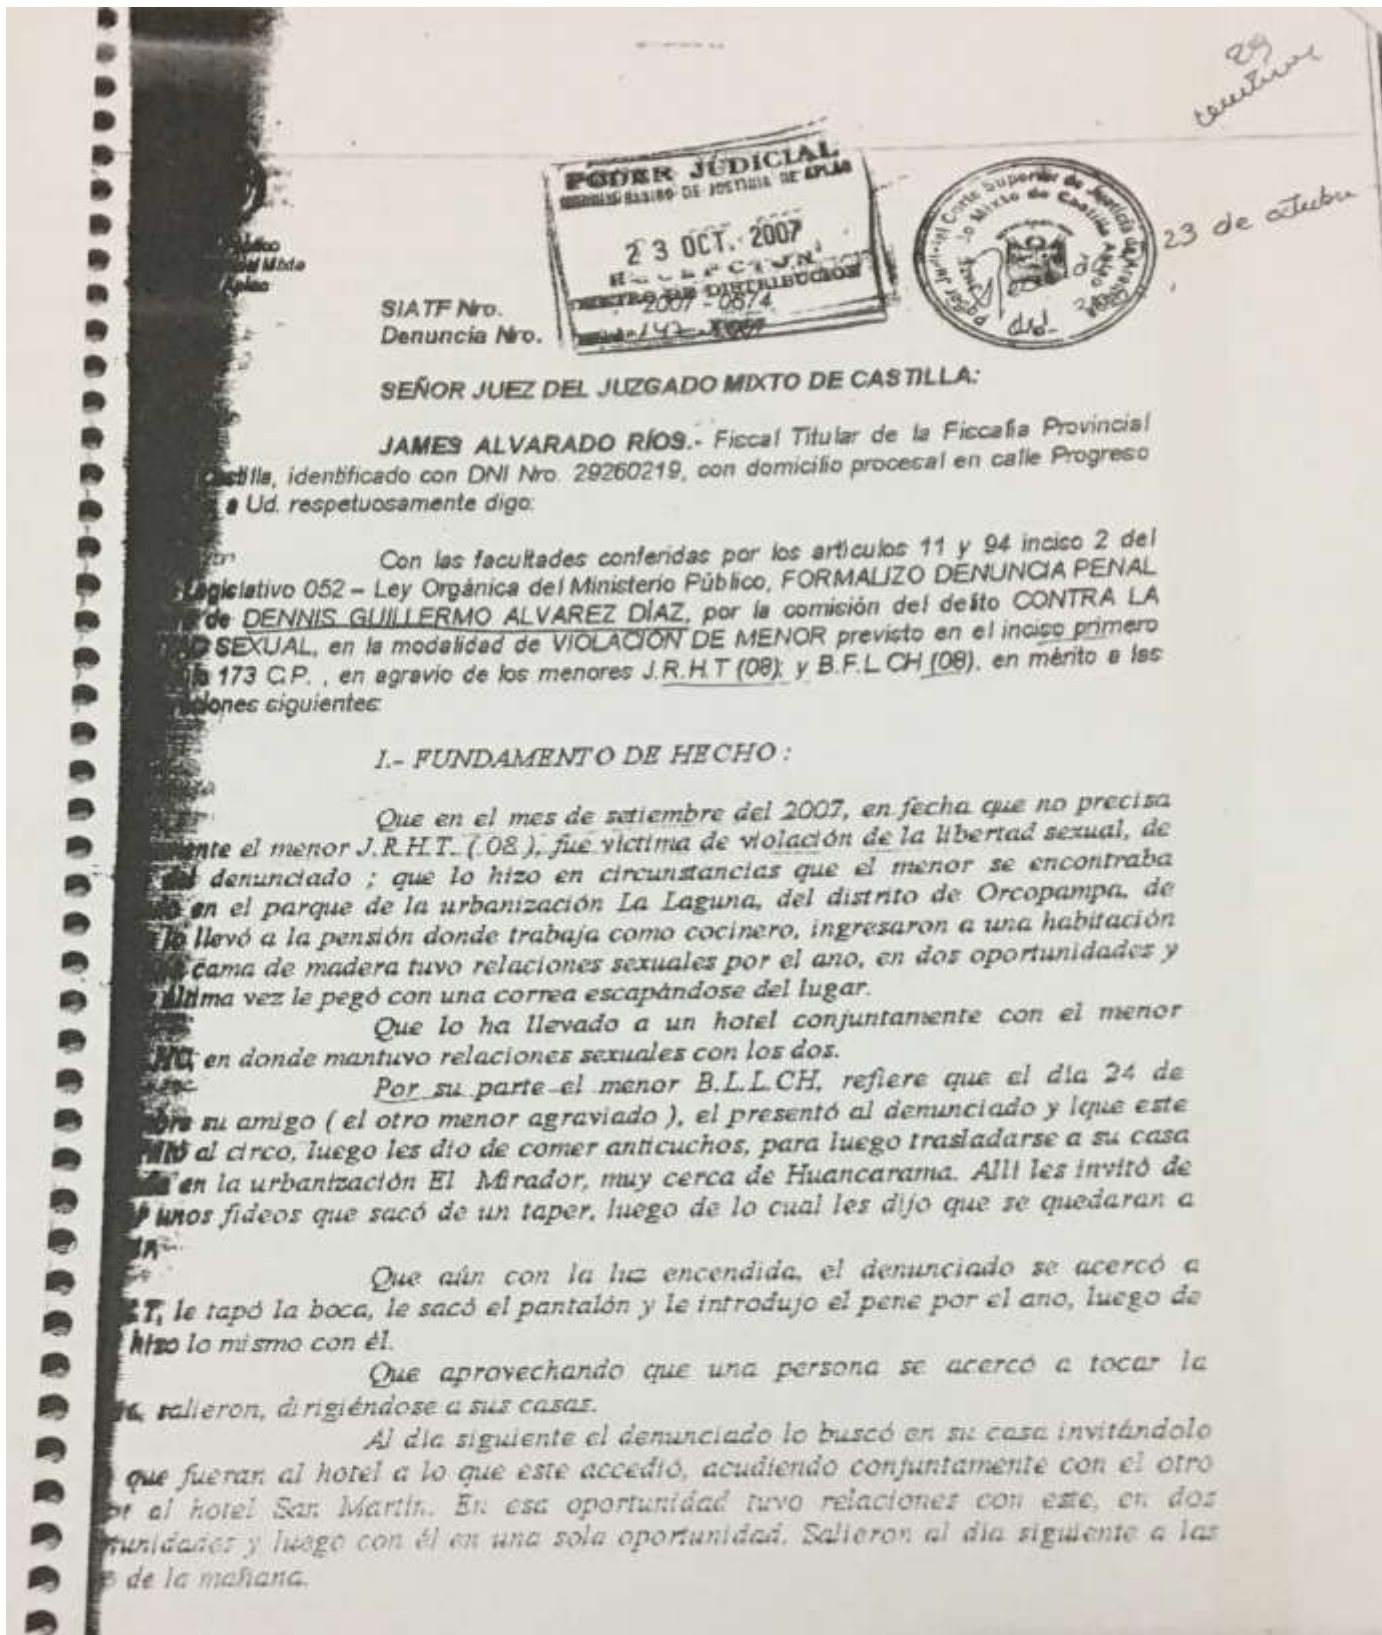 29
PODER JUDICIAL
DE JUSTICIA DE APLAO
23 OCT. 2007
RECEPCION
CENTRO DE DISTRIBUCION
23 de octubre
Mixto
Aplao
SIATF Nro. 2007 - 0574
Denuncia Nro.
SEÑOR JUEZ DEL JUZGADO MIXTO DE CASTILLA:
JAMES ALVARADO RÍOS.- Fiscal Titular de la Fiscalía Provincial
identificado con DNI Nro. 29260219, con domicilio procesal en calle Progreso
a Ud. respetuosamente digo:
Con las facultades conferidas por los artículos 11 y 94 inciso 2 del
Legislativo 052 – Ley Orgánica del Ministerio Público, FORMALIZO DENUNCIA PENAL
de DENNIS GUILLERMO ALVAREZ DÍAZ, por la comisión del delito CONTRA LA
SEXUAL, en la modalidad de VIOLACIÓN DE MENOR previsto en el inciso primero
173 C.P. , en agravio de los menores J.R.H.T (08); y B.F.L CH (08). en mérito a las
siguientes:
I.- FUNDAMENTO DE HECHO :
Que en el mes de setiembre del 2007, en fecha que no precisa
el menor J.R.H.T. ( 08 ), fue víctima de violación de la libertad sexual, de
denunciado ; que lo hizo en circunstancias que el menor se encontraba
en el parque de la urbanización La Laguna, del distrito de Orcopampa, de
lo llevó a la pensión donde trabaja como cocinero, ingresaron a una habitación
cama de madera tuvo relaciones sexuales por el ano, en dos oportunidades y
última vez le pegó con una correa escapándose del lugar.
Que lo ha llevado a un hotel conjuntamente con el menor
en donde mantuvo relaciones sexuales con los dos.
Por su parte el menor B.L.L.CH, refiere que el día 24 de
su amigo ( el otro menor agraviado ), el presentó al denunciado y lque este
al circo, luego les dio de comer anticuchos, para luego trasladarse a su casa
en la urbanización El Mirador, muy cerca de Huancarama. Allí les invitó de
unos fideos que sacó de un taper, luego de lo cual les dijo que se quedaran a
Que aún con la luz encendida, el denunciado se acercó a
T, le tapó la boca, le sacó el pantalón y le introdujo el pene por el ano, luego de
hizo lo mismo con él.
Que aprovechando que una persona se acercó a tocar la
salieron, dirigiéndose a sus casas.
Al día siguiente el denunciado lo buscó en su casa invitándolo
que fueran al hotel a lo que este accedió, acudiendo conjuntamente con el otro
al hotel San Martín. En esa oportunidad tuvo relaciones con este, en dos
y luego con él en una sola oportunidad. Salieron al día siguiente a las
de la mañana.